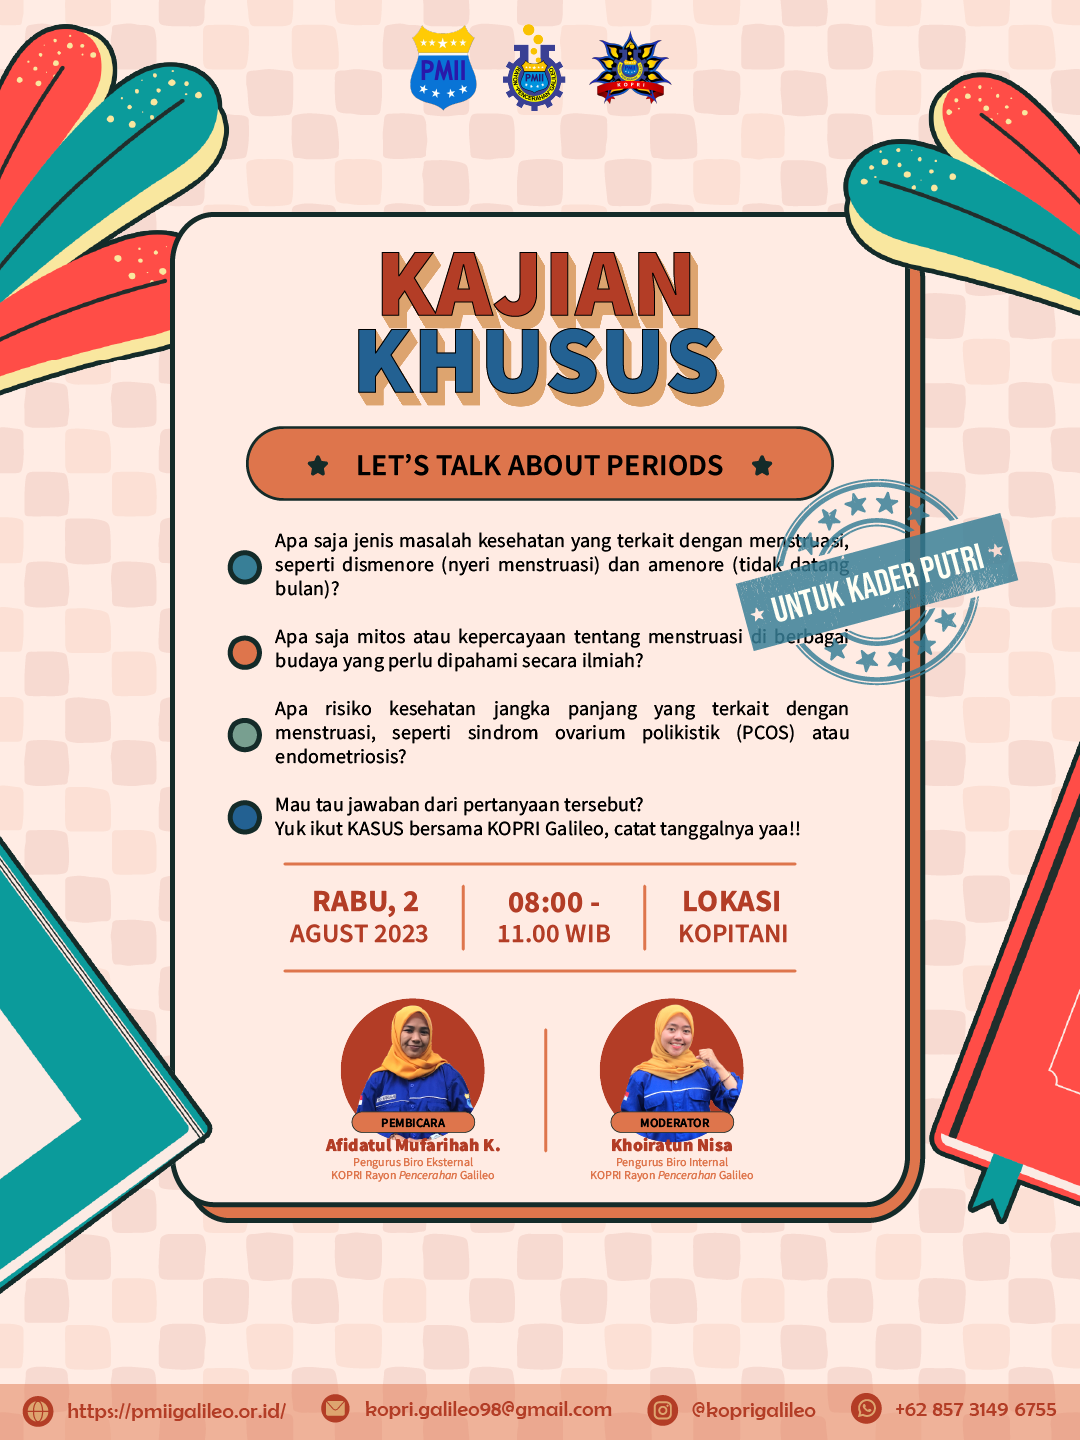 PMII
PMII
KOPRI
KAJIAN
KHUSUS
LET'S TALK ABOUT PERIODS
Apa saja jenis masalah kesehatan yang terkait dengan menstruasi,
seperti dismenore (nyeri menstruasi) dan amenore (tidak datang
bulan)?
UNTUK KADER PUTRI
Apa saja mitos atau kepercayaan tentang menstruasi di berbagai
budaya yang perlu dipahami secara ilmiah?
Apa risiko kesehatan jangka panjang yang terkait dengan
menstruasi, seperti sindrom ovarium polikistik (PCOS) atau
endometriosis?
Mau tau jawaban dari pertanyaan tersebut?
Yuk ikut KASUS bersama KOPRI Galileo, catat tanggalnya yaa!!
RABU, 2
AGUST 2023
08:00 -
11.00 WIB
LOKASI
KOPITANI
PEMBICARA
Afidatul Mufarihah K.
Pengurus Biro Eksternal
KOPRI Rayon Pencerahan Galileo
MODERATOR
Khoiratun Nisa
Pengurus Biro Internal
KOPRI Rayon Pencerahan Galileo
https://pmiigalileo.or.id/
kopri.galileo98@gmail.com
@koprigalileo
+62 857 3149 6755